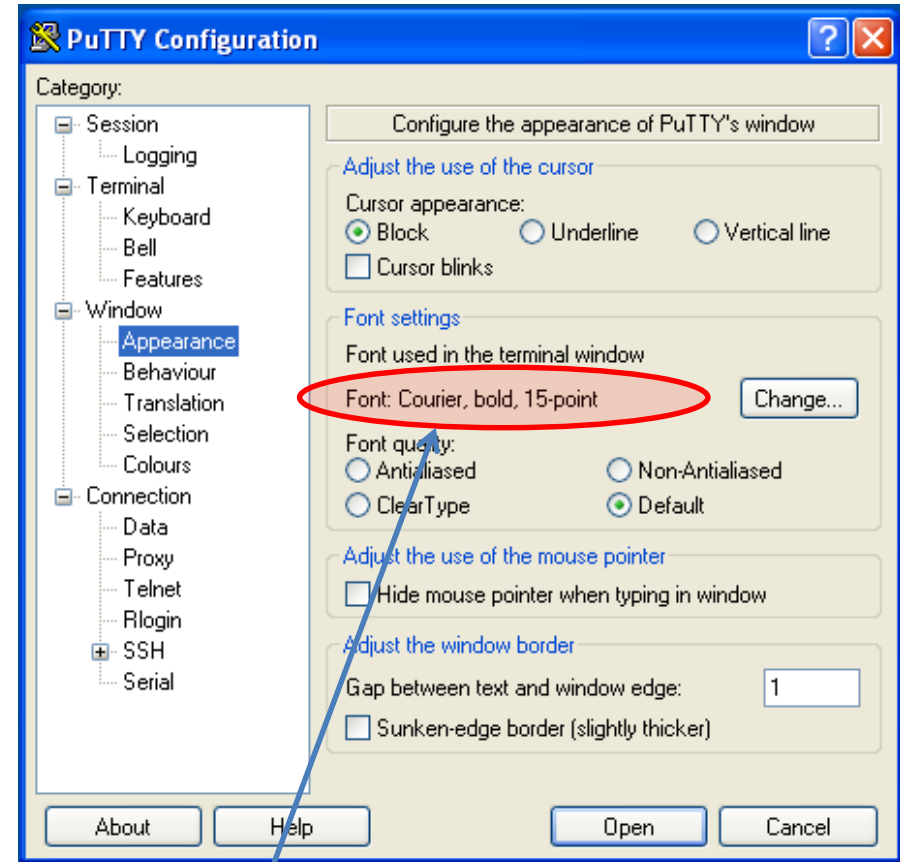 PuTTY Configuration
Category:
Session
Logging
Terminal
Keyboard
Bell
Features
Window
Appearance
Behaviour
Translation
Selection
Colours
Connection
Data
Proxy
Telnet
Rlogin
SSH
Serial
Configure the appearance of PuTTY's window
Adjust the use of the cursor
Cursor appearance:
Block Underline Vertical line
Cursor blinks
Font settings
Font used in the terminal window
Font: Courier, bold, 15-point Change...
Font quality:
Antialiased Non-Antialiased
ClearType Default
Adjust the use of the mouse pointer
Hide mouse pointer when typing in window
Adjust the window border
Gap between text and window edge: 1
Sunken-edge border (slightly thicker)
About Help Open Cancel